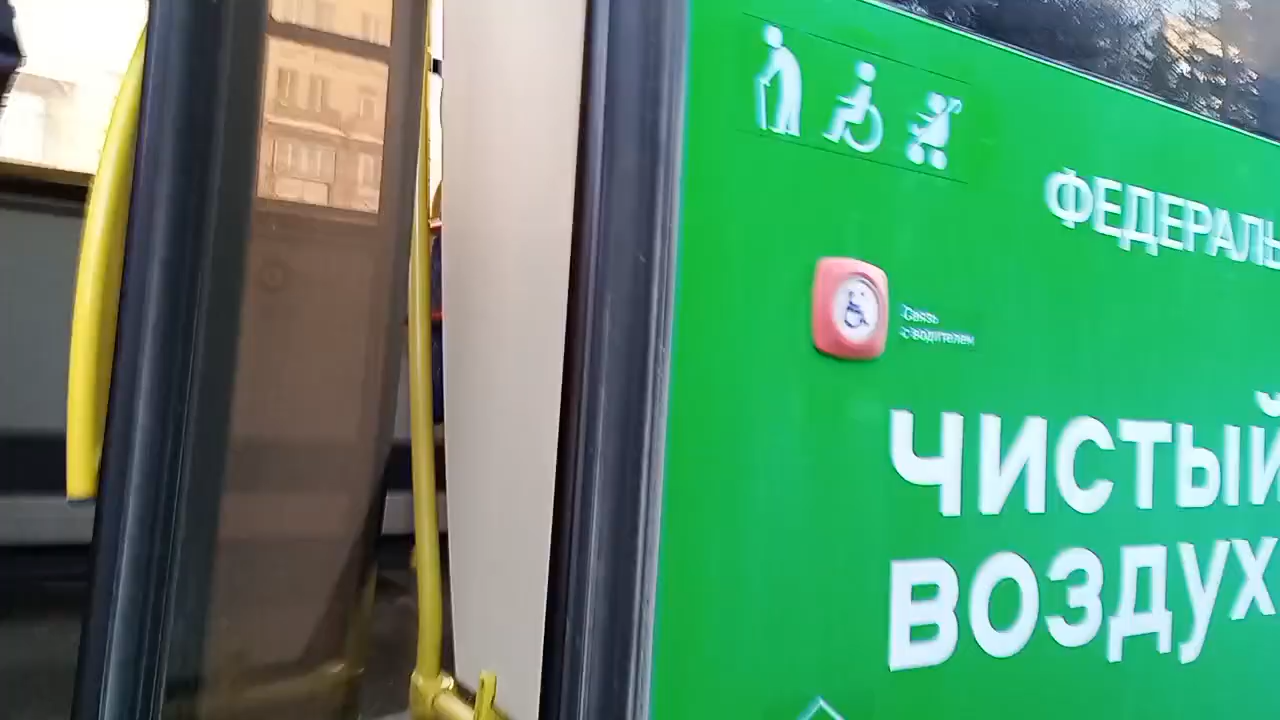 ФЕДЕРАЛЬ
Связь
с водителем
ЧИСТЫЙ
ВОЗДУХ